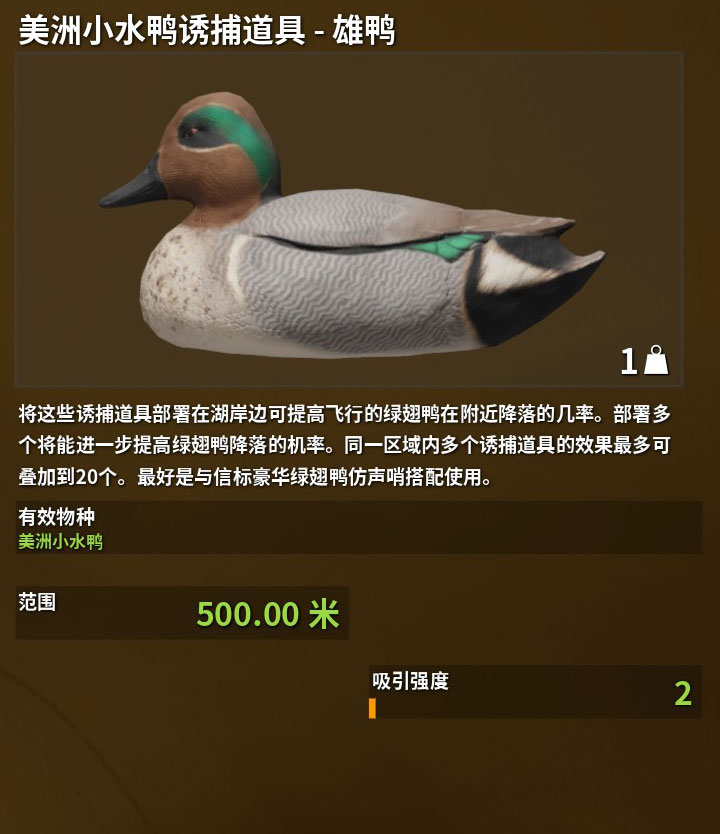 美洲小水鸭诱捕道具 - 雄鸭
1
将这些诱捕道具部署在湖岸边可提高飞行的绿翅鸭在附近降落的几率。部署多
个将能进一步提高绿翅鸭降落的机率。同一区域内多个诱捕道具的效果最多可
叠加到20个。最好是与信标豪华绿翅鸭仿声哨搭配使用。
有效物种
美洲小水鸭
范围
500.00 米
吸引强度
2